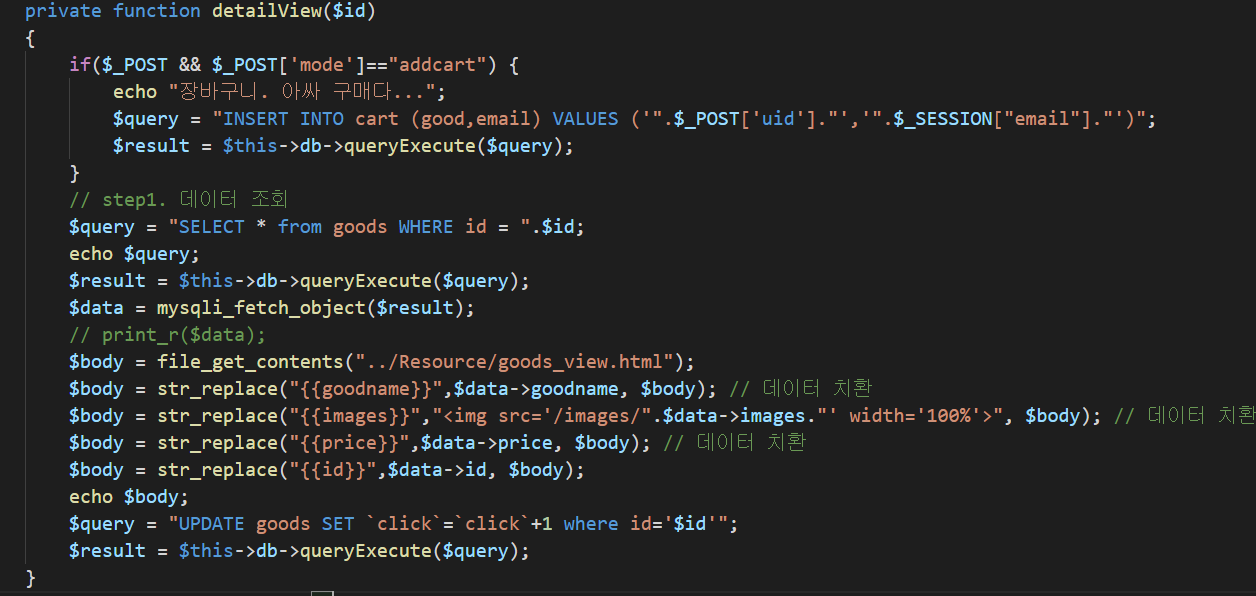 private function detailView($id)
{
if($_POST && $_POST['mode']=="addcart") {
echo "장바구니. 아싸 구매다...";
$query = "INSERT INTO cart (good,email) VALUES ('".$_POST['uid']."','".$_SESSION["email"]."')";
$result = $this->db->queryExecute($query);
}
// step1. 데이터 조회
$query = "SELECT * from goods WHERE id = ".$id;
echo $query;
$result = $this->db->queryExecute($query);
$data = mysqli_fetch_object($result);
// print_r($data);
$body = file_get_contents("../Resource/goods_view.html");
$body = str_replace("{{goodname}}",$data->goodname, $body); // 데이터 치환
$body = str_replace("{{images}}","<img src='/images/".$data->images."' width='100%'>", $body); // 데이터 치환
$body = str_replace("{{price}}",$data->price, $body); // 데이터 치환
$body = str_replace("{{id}}",$data->id, $body);
echo $body;
$query = "UPDATE goods SET `click`=`click`+1 where id='$id'";
$result = $this->db->queryExecute($query);
}